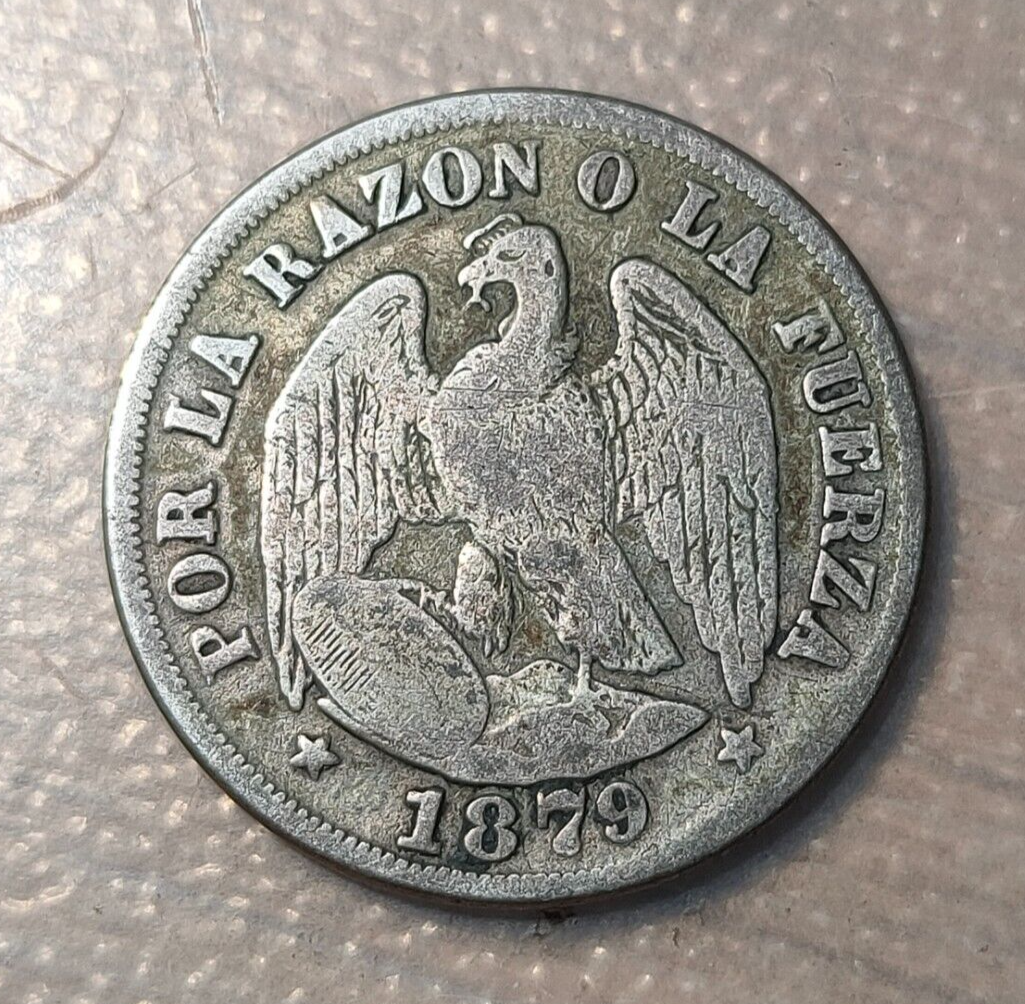 POR LA RAZON O LA FUERZA
1879